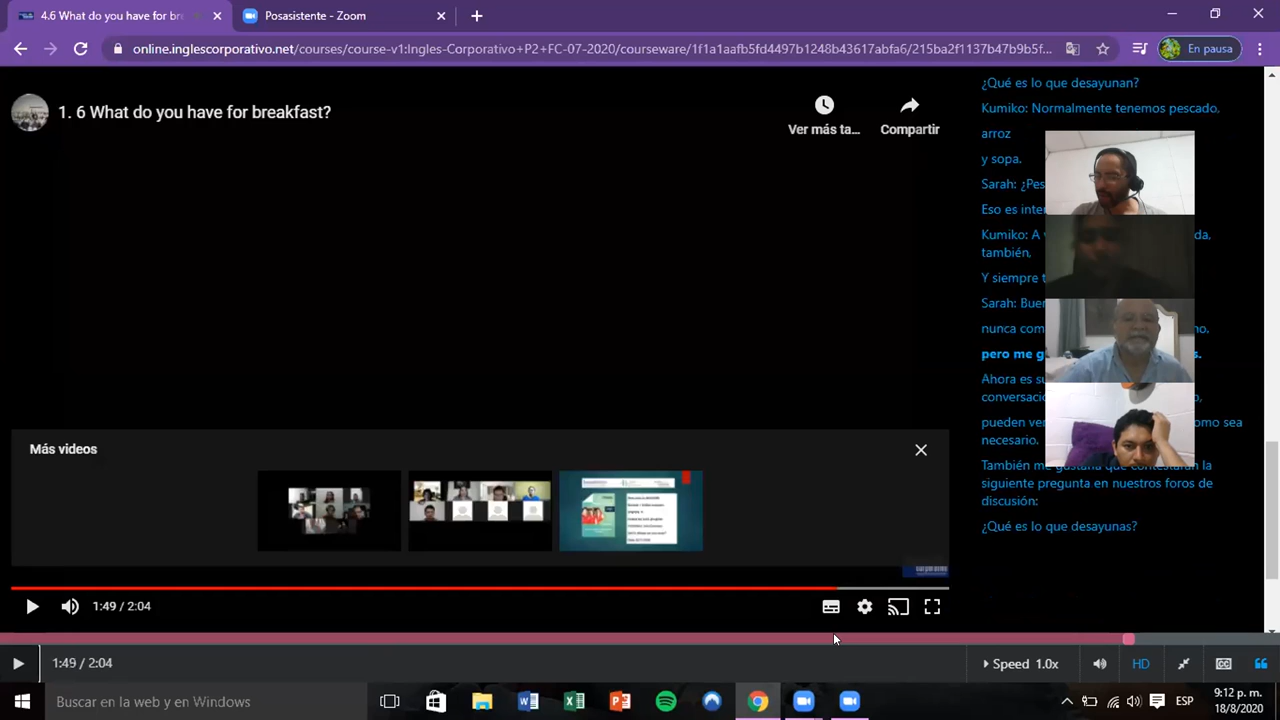 4.6 What do you have for bre
Posasistente - Zoom
online.inglescorporativo.net/courses/course-v1:Ingles-Corporativo+P2+FC-07-2020/courseware/1f1a1aafb5fd4497b1248b43617abfa6/215ba2f1137b47b9b5f...
En pausa
1. 6 What do you have for breakfast?
Ver más ta...
Compartir
¿Qué es lo que desayunan?
Kumiko: Normalmente tenemos pescado,
arroz
y sopa.
Sarah: ¿Pes
Eso es inter
Kumiko: A v
da,
también,
Y siempre t
Sarah: Buen
nunca com
no,
pero me g
s.
Ahora es su
conversació
o,
pueden ver
omo sea
necesario.
También me gustaría que contestaran la
siguiente pregunta en nuestros foros de
discusión:
¿Qué es lo que desayunas?
Más videos
1:49 / 2:04
1:49 / 2:04
Speed 1.0x
HD
Buscar en la web y en Windows
ESP
9:12 p. m.
18/8/2020